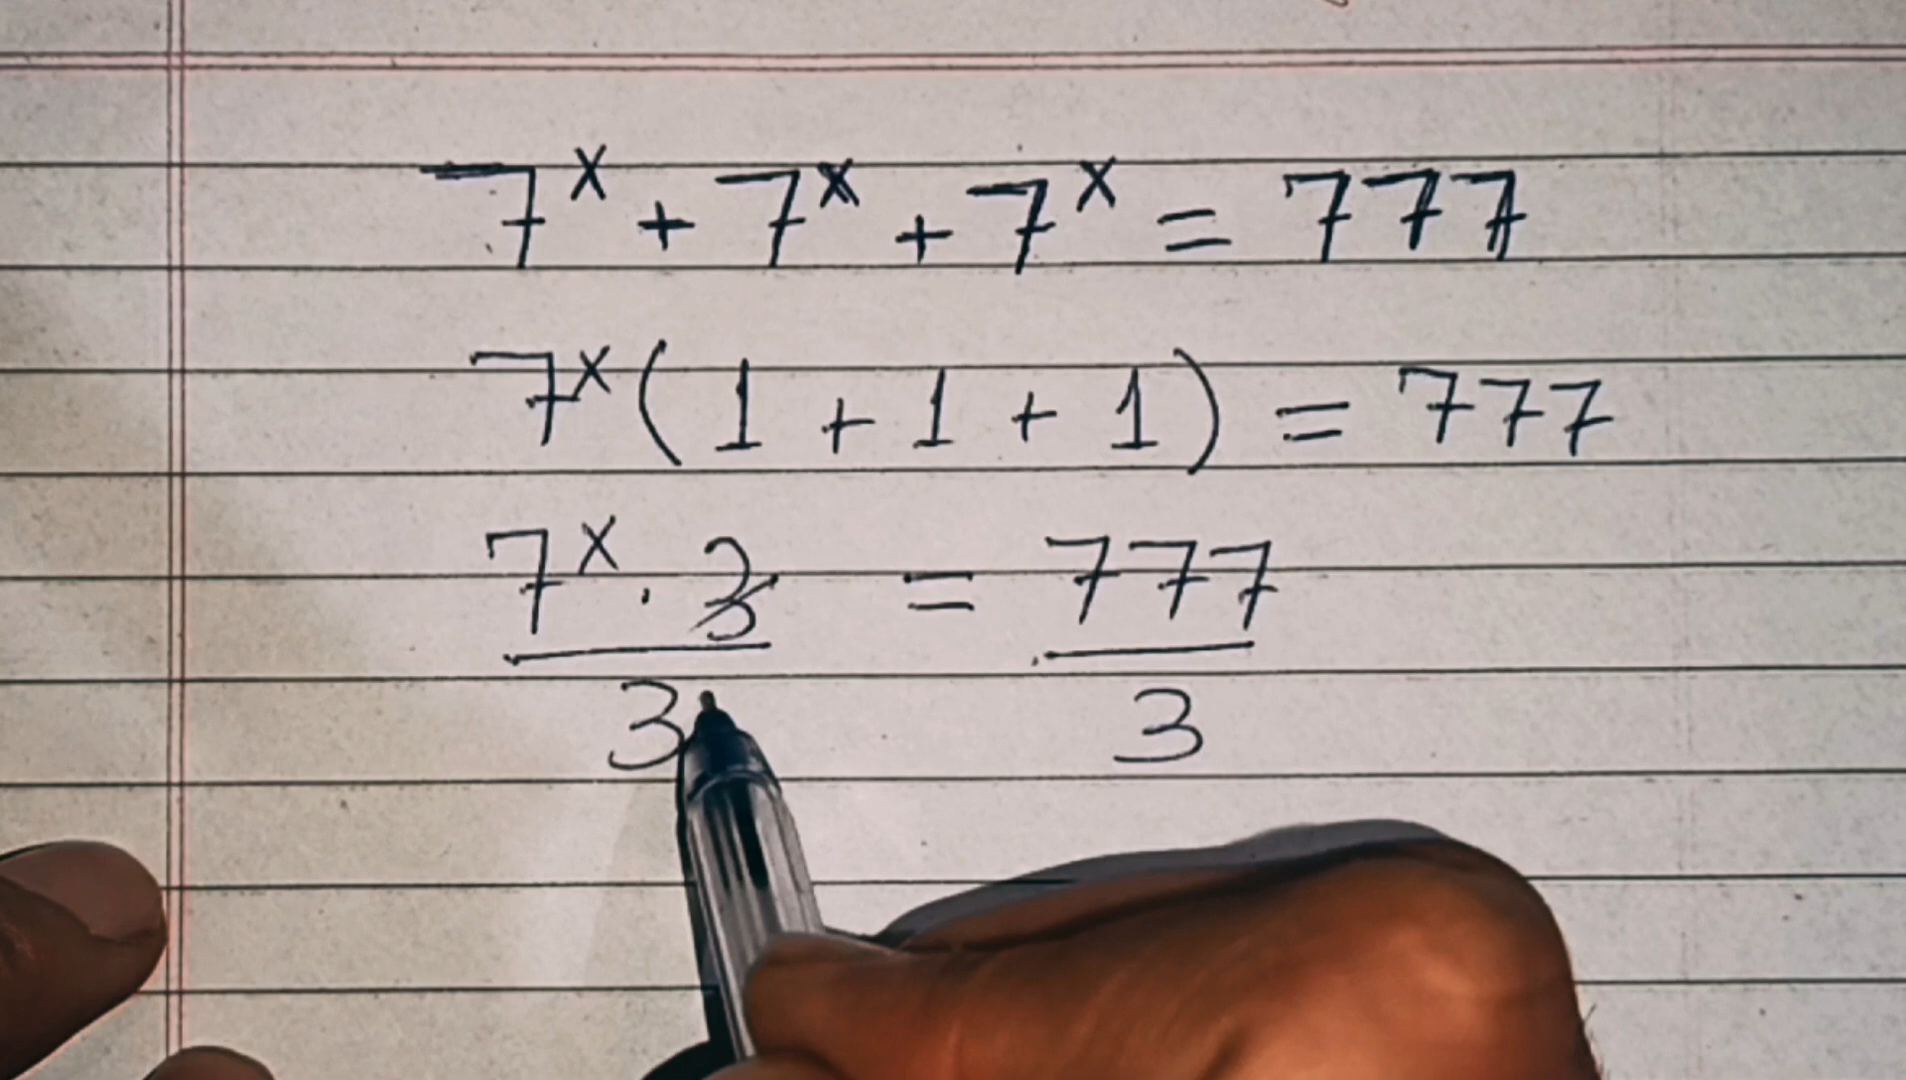 7^x + 7^x + 7^x = 777
7^x ( 1 + 1 + 1 ) = 777
7^x · 3 = 777
3 3